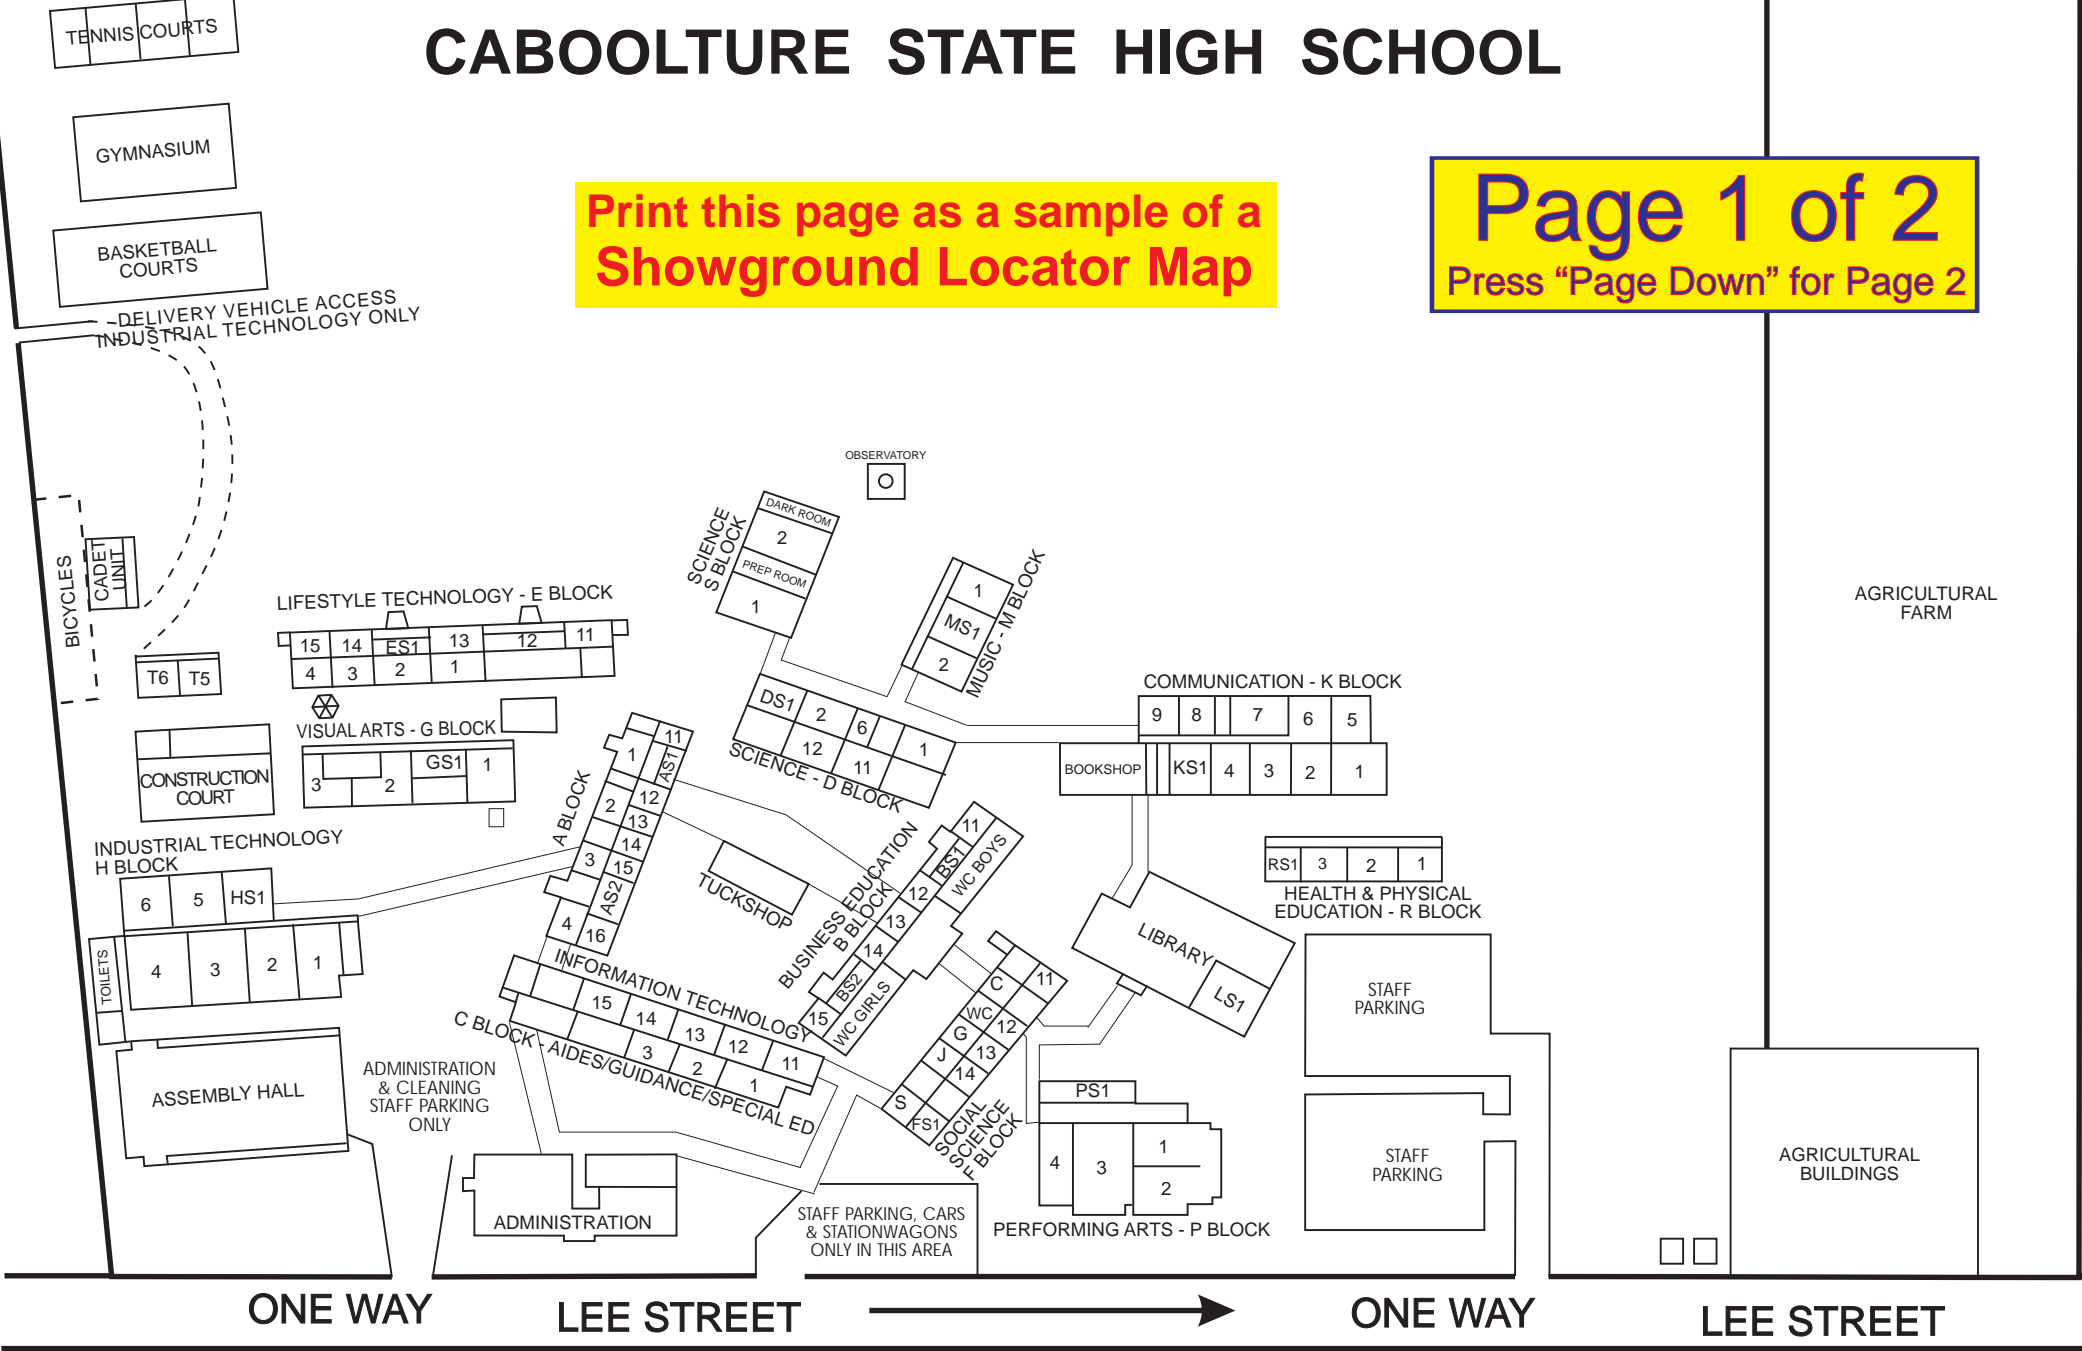 CABOOLTURE STATE HIGH SCHOOL
TENNIS COURTS
GYMNASIUM
BASKETBALL
COURTS
DELIVERY VEHICLE ACCESS
INDUSTRIAL TECHNOLOGY ONLY
Print this page as a sample of a
Showground Locator Map
Page 1 of 2
Press “Page Down” for Page 2
OBSERVATORY
SCIENCE
S BLOCK
DARK ROOM
2
PREP ROOM
1
MUSIC - M BLOCK
1
MS1
2
BICYCLES
CADET
UNIT
T6
T5
LIFESTYLE TECHNOLOGY - E BLOCK
15
14
ES1
13
12
11
4
3
2
1
VISUAL ARTS - G BLOCK
3
2
GS1
1
CONSTRUCTION
COURT
INDUSTRIAL TECHNOLOGY
H BLOCK
6
5
HS1
TOILETS
4
3
2
1
ASSEMBLY HALL
A BLOCK
11
1
AS1
12
2
13
14
3
15
AS2
4
16
SCIENCE - D BLOCK
DS1
2
6
1
12
11
COMMUNICATION - K BLOCK
9
8
7
6
5
BOOKSHOP
KS1
4
3
2
1
TUCKSHOP
BUSINESS EDUCATION
B BLOCK
11
BS1
WC BOYS
12
13
14
BS2
15
WC GIRLS
RS1
3
2
1
HEALTH & PHYSICAL
EDUCATION - R BLOCK
LIBRARY
LS1
INFORMATION TECHNOLOGY
15
14
13
12
11
3
2
1
C BLOCK - AIDES/GUIDANCE/SPECIAL ED
11
C
WC
12
G
13
J
14
S
FS1
SOCIAL
SCIENCE
F BLOCK
PS1
4
3
1
2
PERFORMING ARTS - P BLOCK
ADMINISTRATION
& CLEANING
STAFF PARKING
ONLY
ADMINISTRATION
STAFF PARKING, CARS
& STATIONWAGONS
ONLY IN THIS AREA
STAFF
PARKING
STAFF
PARKING
AGRICULTURAL
FARM
AGRICULTURAL
BUILDINGS
ONE WAY
LEE STREET
ONE WAY
LEE STREET